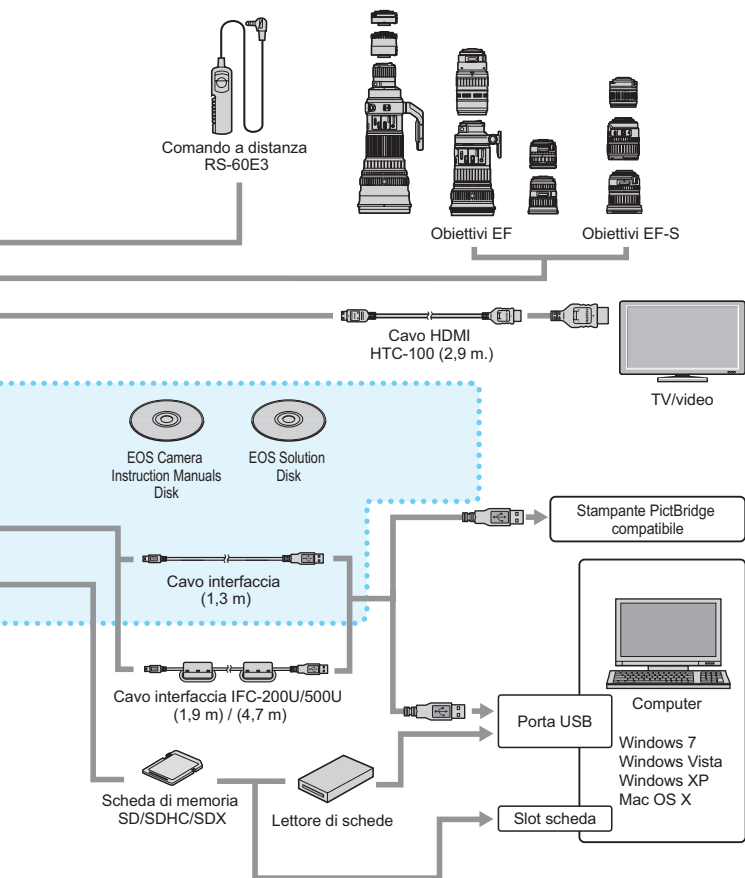 Comando a distanza
RS-60E3
Obiettivi EF
Obiettivi EF-S
Cavo HDMI
HTC-100 (2,9 m.)
TV/video
EOS Camera
Instruction Manuals
Disk
EOS Solution
Disk
Stampante PictBridge
compatibile
Cavo interfaccia
(1,3 m)
Cavo interfaccia IFC-200U/500U
(1,9 m) / (4,7 m)
Porta USB
Computer
Windows 7
Windows Vista
Windows XP
Mac OS X
Scheda di memoria
SD/SDHC/SDX
Lettore di schede
Slot scheda